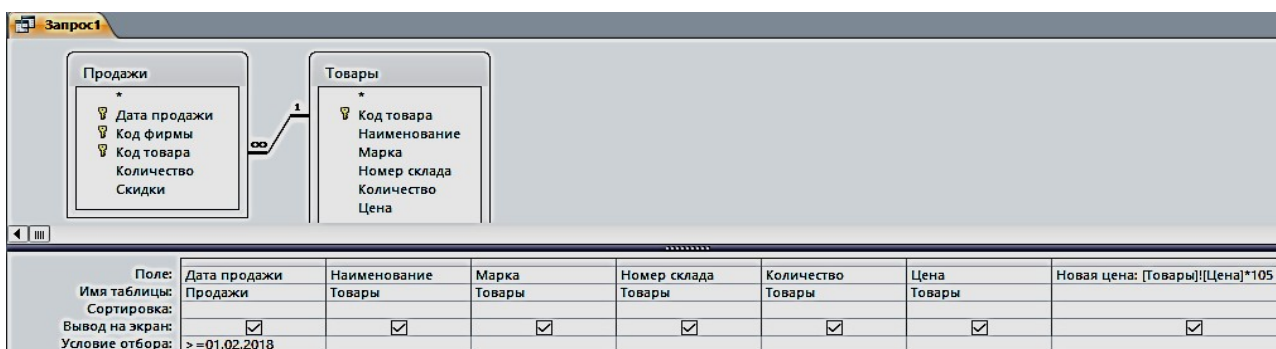 Запрос1
Продажи
*
Дата продажи
Код фирмы
Код товара
Количество
Скидки
∞
1
Товары
*
Код товара
Наименование
Марка
Номер склада
Количество
Цена
Поле: Дата продажи Наименование Марка Номер склада Количество Цена Новая цена: [Товары]![Цена]*105
Имя таблицы: Продажи Товары Товары Товары Товары Товары
Сортировка:
Вывод на экран:
Условие отбора: >=01.02.2018